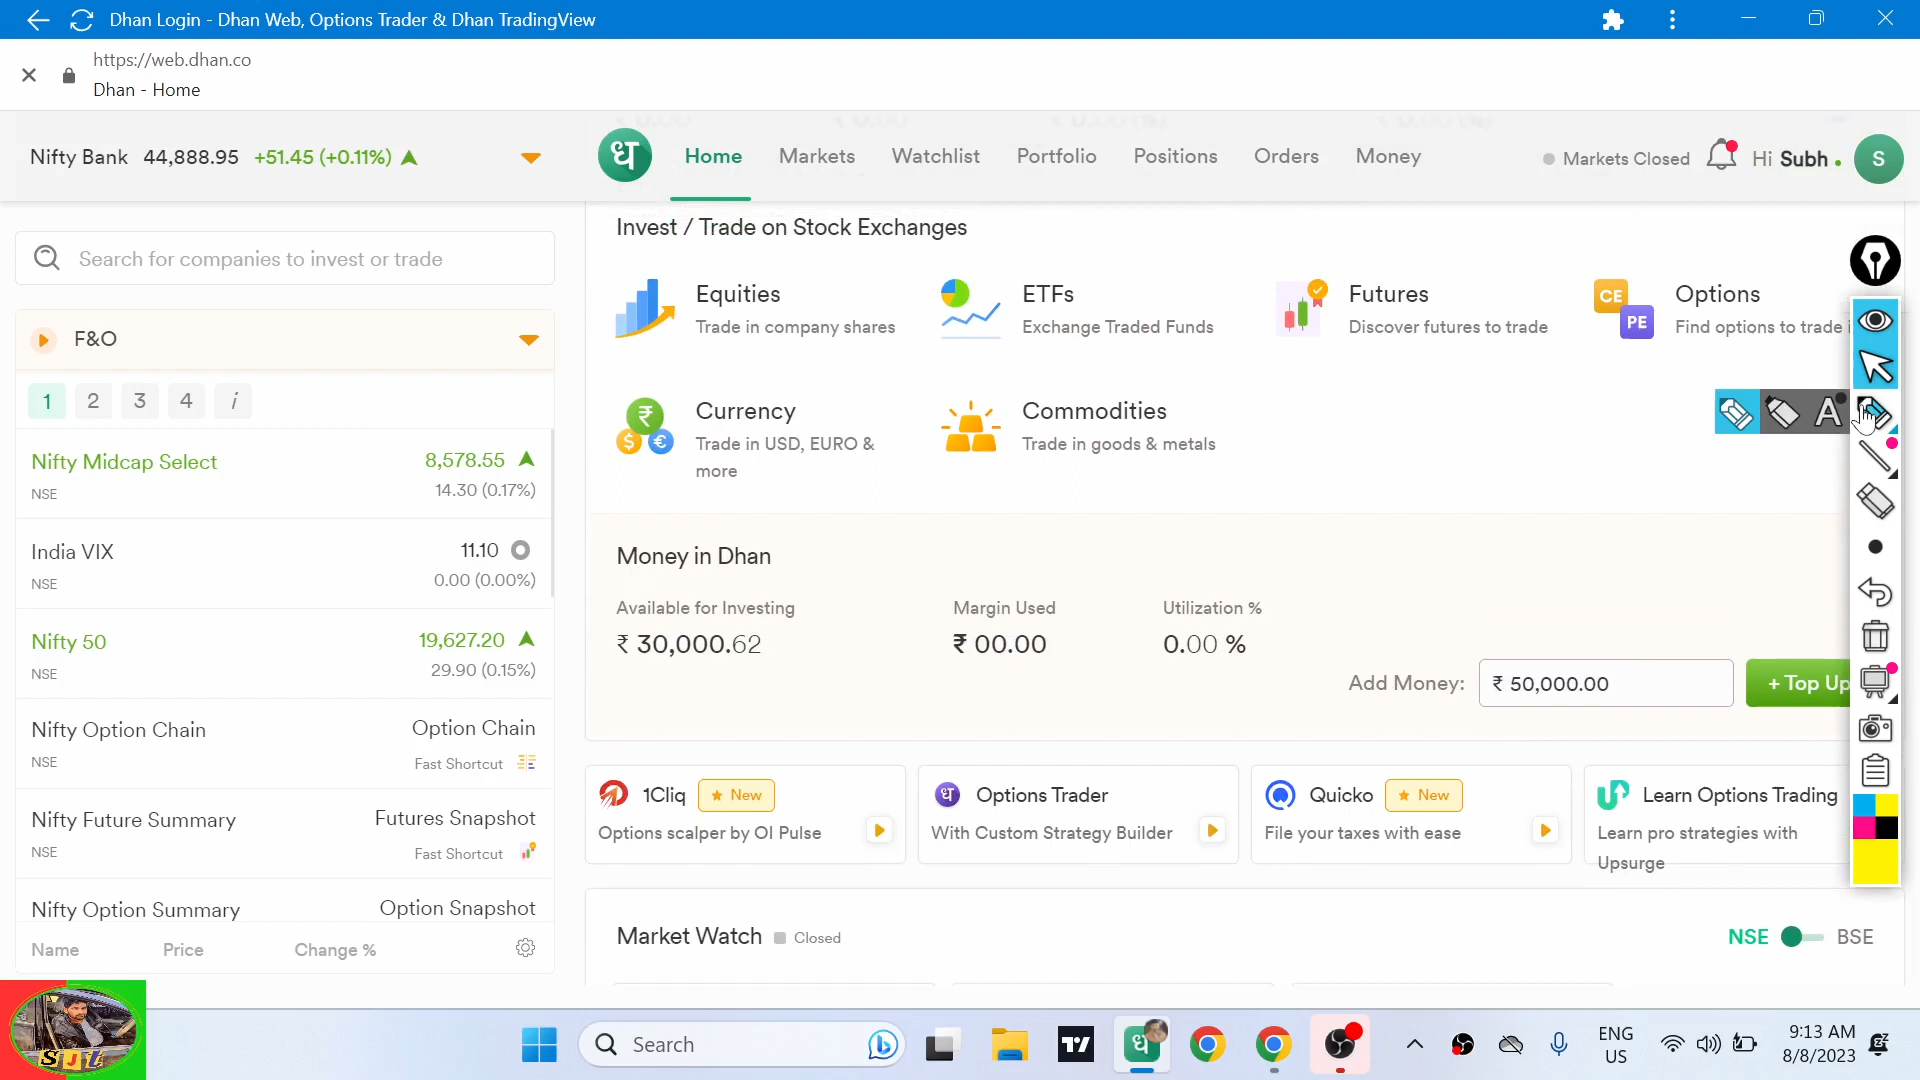 Dhan Login - Dhan Web, Options Trader & Dhan TradingView
https://web.dhan.co
Dhan - Home
Nifty Bank 44,888.95 +51.45 (+0.11%)
ध
Home Markets Watchlist Portfolio Positions Orders Money
Markets Closed
Hi Subh
S
Search for companies to invest or trade
F&O
1 2 3 4 i
Nifty Midcap Select 8,578.55
NSE 14.30 (0.17%)
India VIX 11.10
NSE 0.00 (0.00%)
Nifty 50 19,627.20
NSE 29.90 (0.15%)
Nifty Option Chain Option Chain
NSE Fast Shortcut
Nifty Future Summary Futures Snapshot
NSE Fast Shortcut
Nifty Option Summary Option Snapshot
Name Price Change %
Invest / Trade on Stock Exchanges
Equities
Trade in company shares
ETFs
Exchange Traded Funds
Futures
Discover futures to trade
CE
PE
Options
Find options to trade
Currency
Trade in USD, EURO &
more
Commodities
Trade in goods & metals
A
Money in Dhan
Available for Investing Margin Used Utilization %
₹ 30,000.62 ₹ 00.00 0.00 %
Add Money: ₹ 50,000.00 + Top Up
1Cliq New
Options scalper by OI Pulse
ध Options Trader
With Custom Strategy Builder
Quicko New
File your taxes with ease
Learn Options Trading
Learn pro strategies with
Upsurge
Market Watch Closed
NSE BSE
SJt
Search
ध
ENG
US
9:13 AM
8/8/2023